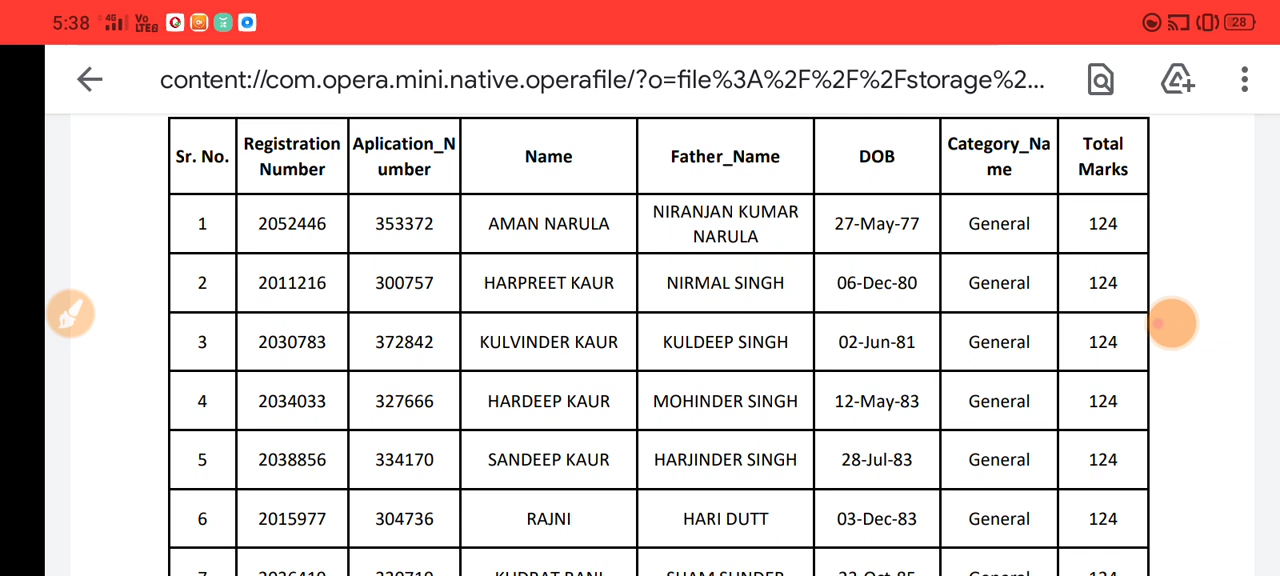 5:38 4G Vo LTE 28
content://com.opera.mini.native.operafile/?o=file%3A%2F%2F%2Fstorage%2...
Sr. No. Registration Number Aplication_N umber Name Father_Name DOB Category_Na me Total Marks
1 2052446 353372 AMAN NARULA NIRANJAN KUMAR NARULA 27-May-77 General 124
2 2011216 300757 HARPREET KAUR NIRMAL SINGH 06-Dec-80 General 124
3 2030783 372842 KULVINDER KAUR KULDEEP SINGH 02-Jun-81 General 124
4 2034033 327666 HARDEEP KAUR MOHINDER SINGH 12-May-83 General 124
5 2038856 334170 SANDEEP KAUR HARJINDER SINGH 28-Jul-83 General 124
6 2015977 304736 RAJNI HARI DUTT 03-Dec-83 General 124